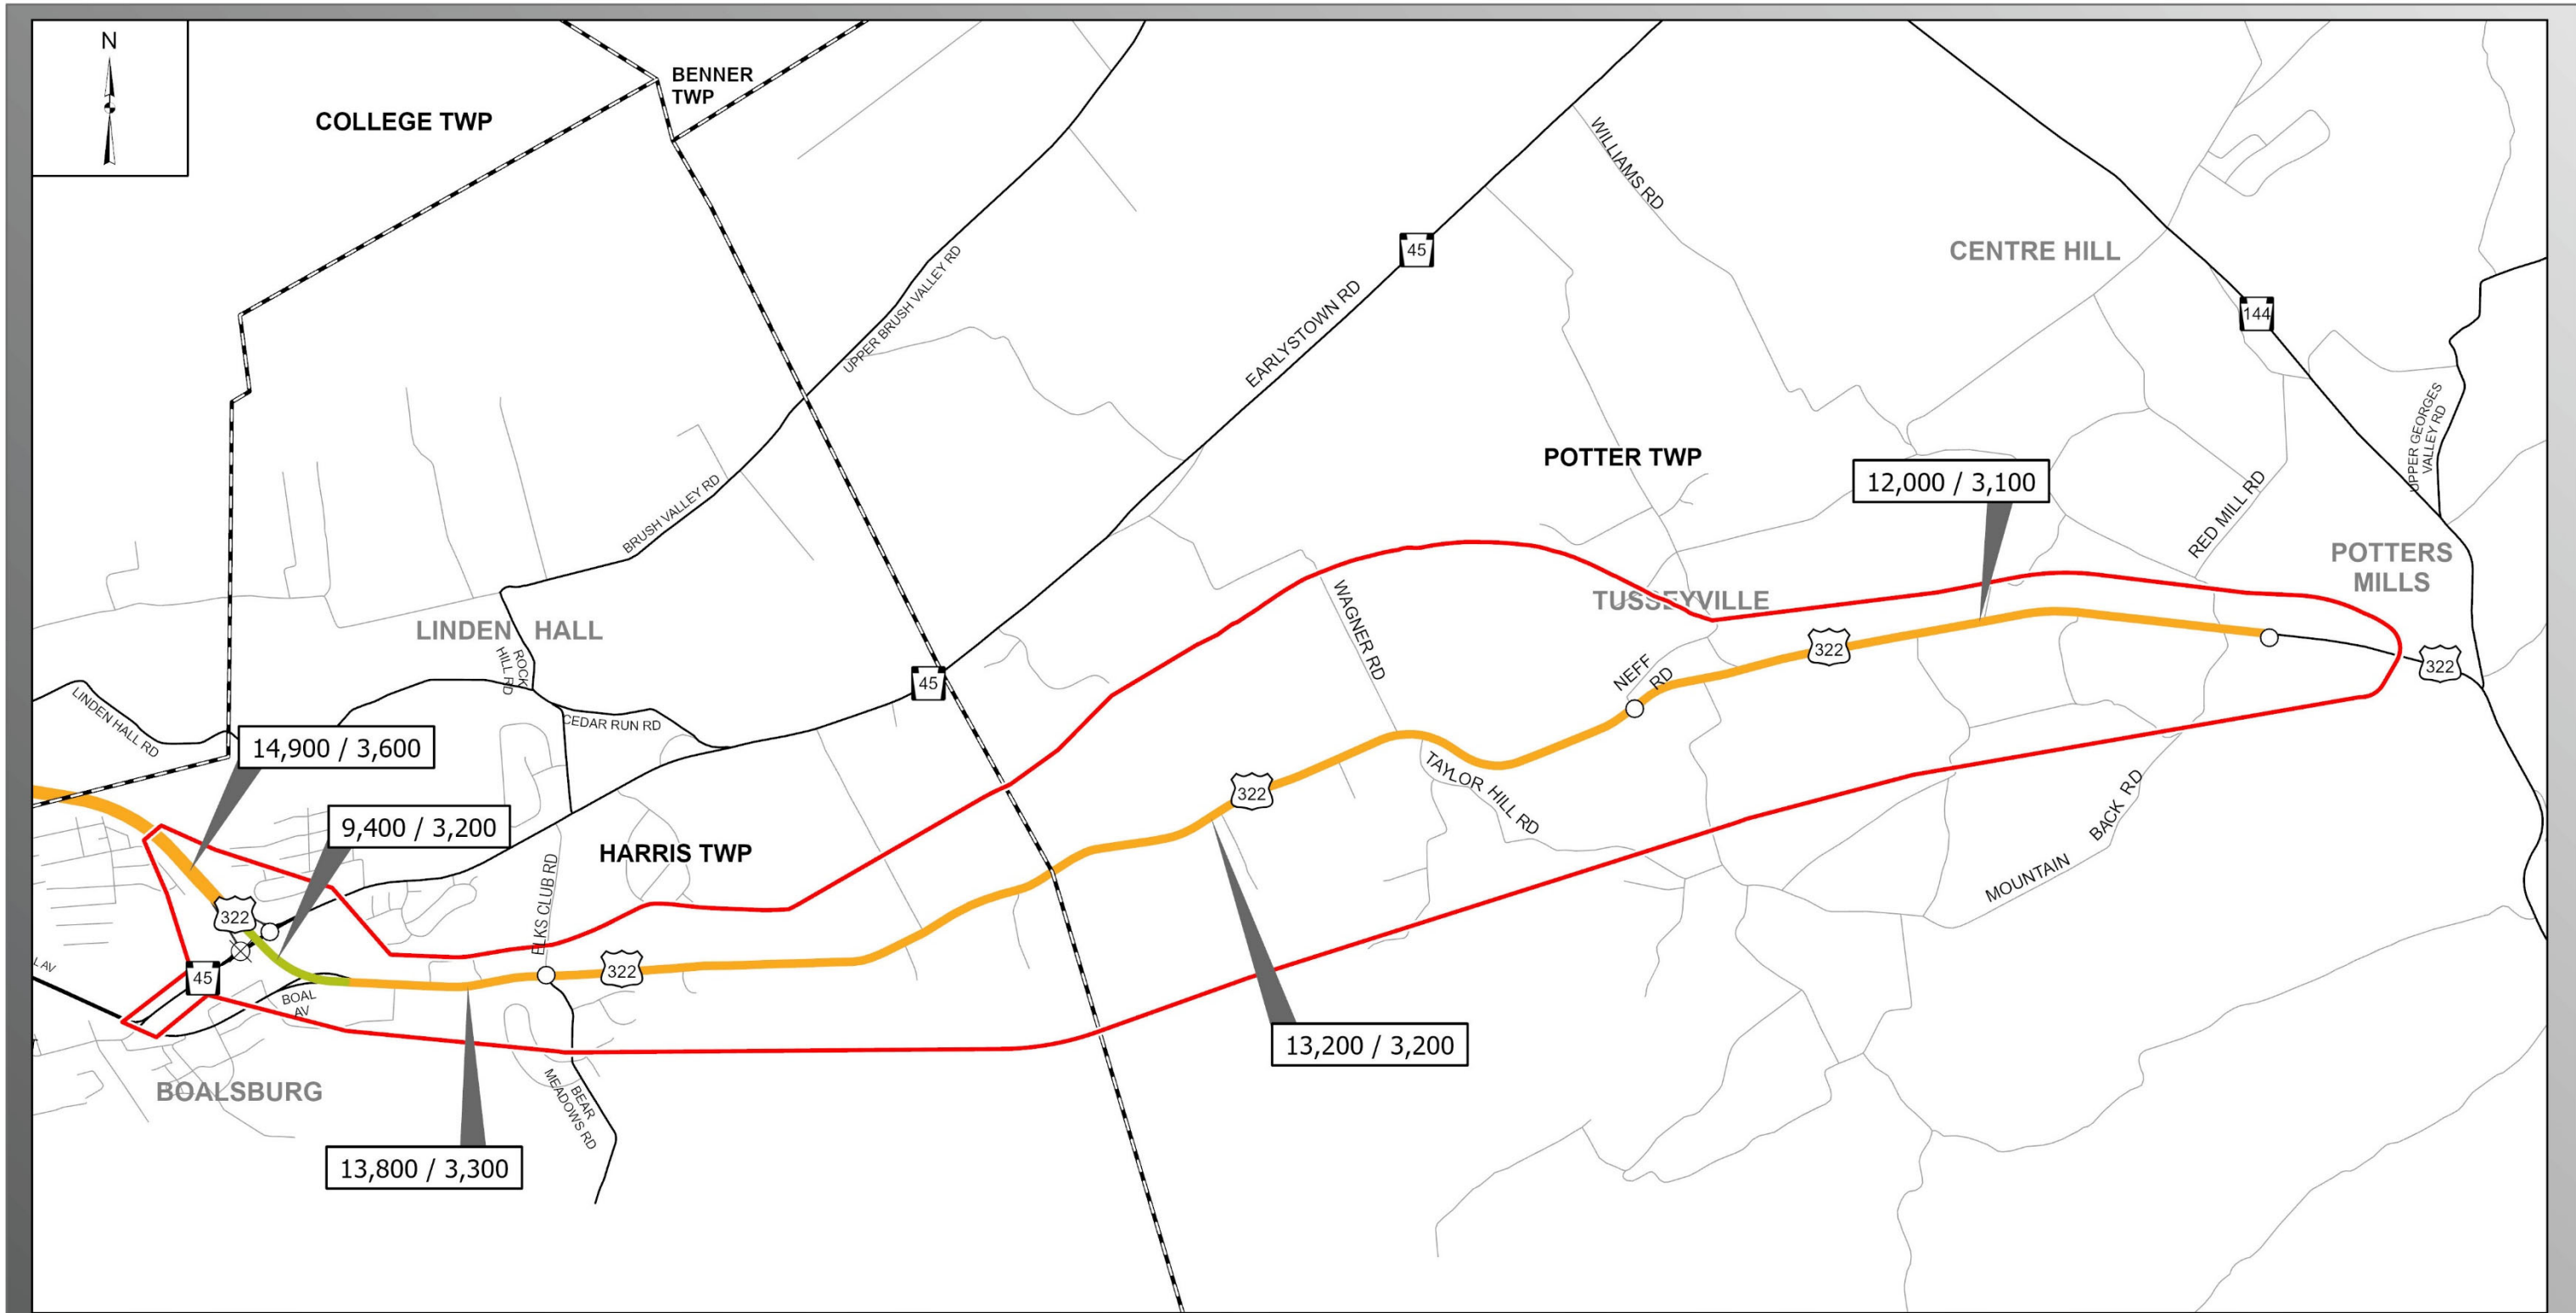 N
COLLEGE TWP
BENNER
TWP
WILLIAMS RD
CENTRE HILL
45
UPPER BRUSH VALLEY RD
EARLYSTOWN RD
144
UPPER GEORGES
VALLEY RD
POTTER TWP
12,000 / 3,100
BRUSH VALLEY RD
RED MILL RD
POTTERS
MILLS
TUSSEYVILLE
LINDEN HALL
ROCK
HILL RD
WAGNER RD
NEFF
RD
322
322
45
LINDEN HALL RD
CEDAR RUN RD
14,900 / 3,600
9,400 / 3,200
322
TAYLOR HILL RD
MOUNTAIN BACK RD
HARRIS TWP
ELKS CLUB RD
322
L AV
45
322
BOAL
AV
13,200 / 3,200
BOALSBURG
BEAR
MEADOWS RD
13,800 / 3,300